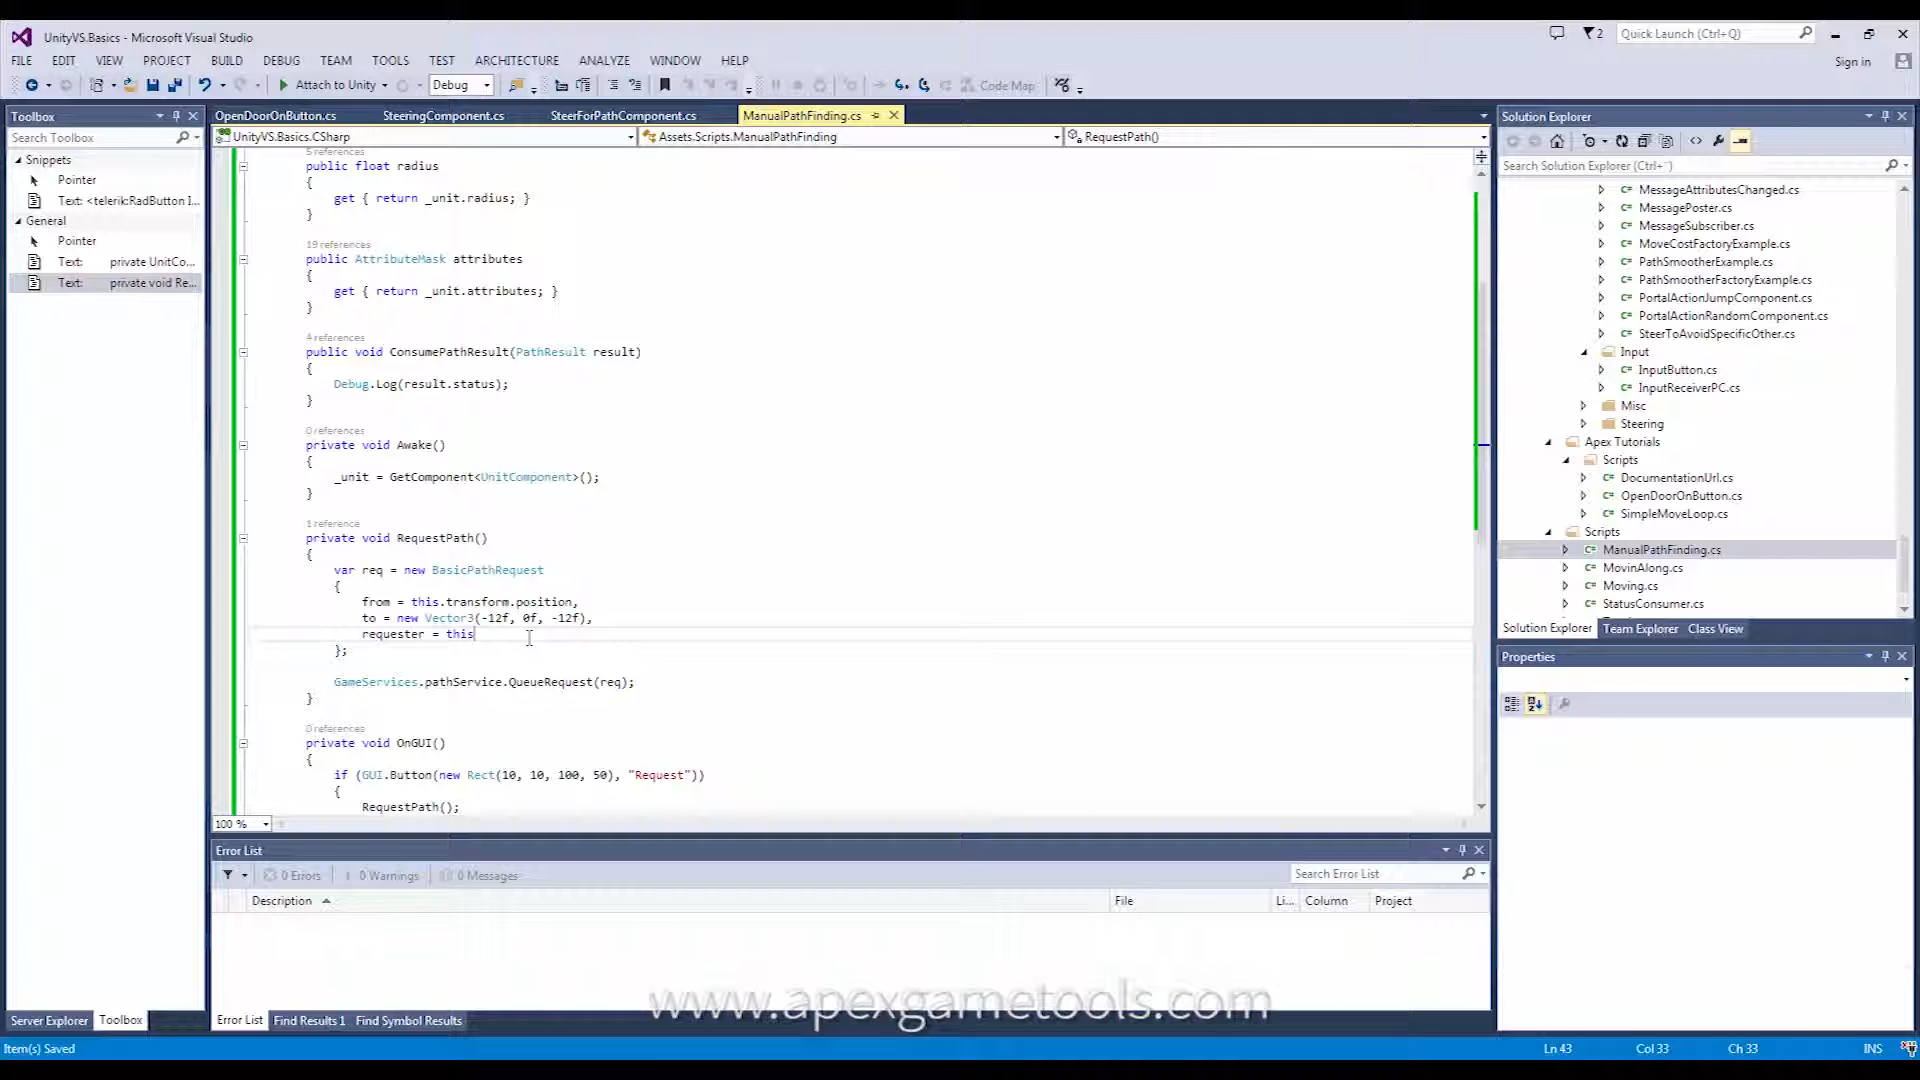 UnityVS.Basics - Microsoft Visual Studio
2
Quick Launch (Ctrl+Q)
FILE EDIT VIEW PROJECT BUILD DEBUG TEAM TOOLS TEST ARCHITECTURE ANALYZE WINDOW HELP
Sign in
Attach to Unity
Debug
Code Map
Toolbox
Search Toolbox
Snippets
Pointer
Text: <telerik:RadButton I...
General
Pointer
Text: private UnitCo...
Text: private void Re...
Server Explorer Toolbox
OpenDoorOnButton.cs SteeringComponent.cs SteerForPathComponent.cs ManualPathFinding.cs
UnityVS.Basics.CSharp Assets.Scripts.ManualPathFinding RequestPath()
5 references
public float radius
{
get { return _unit.radius; }
}
19 references
public AttributeMask attributes
{
get { return _unit.attributes; }
}
4 references
public void ConsumePathResult(PathResult result)
{
Debug.Log(result.status);
}
0 references
private void Awake()
{
_unit = GetComponent<UnitComponent>();
}
1 reference
private void RequestPath()
{
var req = new BasicPathRequest
{
from = this.transform.position,
to = new Vector3(-12f, 0f, -12f),
requester = this
};
GameServices.pathService.QueueRequest(req);
}
0 references
private void OnGUI()
{
if (GUI.Button(new Rect(10, 10, 100, 50), "Request"))
{
RequestPath();
100 %
Error List
0 Errors 0 Warnings 0 Messages
Search Error List
Description File Li... Column Project
www.apexgametools.com
Error List Find Results 1 Find Symbol Results
Solution Explorer
Search Solution Explorer (Ctrl+¨)
MessageAttributesChanged.cs
MessagePoster.cs
MessageSubscriber.cs
MoveCostFactoryExample.cs
PathSmootherExample.cs
PathSmootherFactoryExample.cs
PortalActionJumpComponent.cs
PortalActionRandomComponent.cs
SteerToAvoidSpecificOther.cs
Input
InputButton.cs
InputReceiverPC.cs
Misc
Steering
Apex Tutorials
Scripts
DocumentationUrl.cs
OpenDoorOnButton.cs
SimpleMoveLoop.cs
Scripts
ManualPathFinding.cs
MovinAlong.cs
Moving.cs
StatusConsumer.cs
Solution Explorer Team Explorer Class View
Properties
Item(s) Saved
Ln 43 Col 33 Ch 33 INS